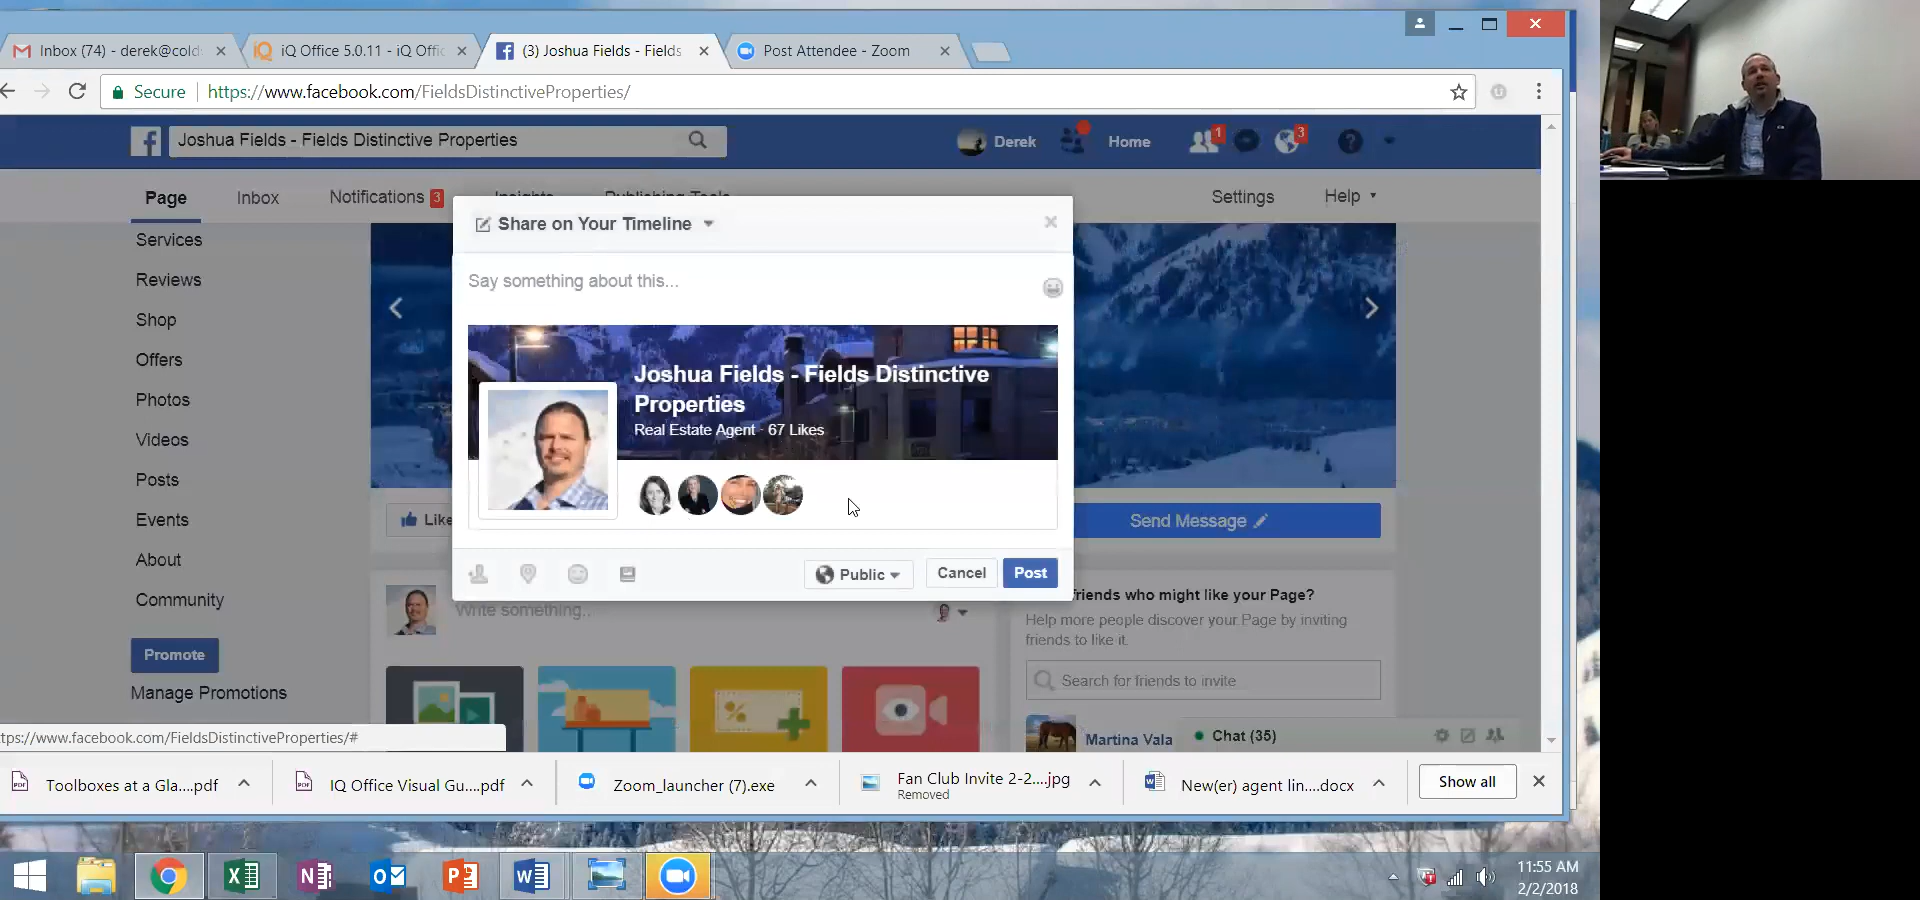 Inbox (74) - derek@cold
iQ Office 5.0.11 - iQ Offic
(3) Joshua Fields - Fields
Post Attendee - Zoom
Secure
https://www.facebook.com/FieldsDistinctiveProperties/
Joshua Fields - Fields Distinctive Properties
Derek
Home
1
3
Page
Inbox
Notifications 3
Insights
Publishing Tools
Settings
Help
Services
Reviews
Shop
Offers
Photos
Videos
Posts
Events
About
Community
Promote
Manage Promotions
Share on Your Timeline
Say something about this...
Joshua Fields - Fields Distinctive
Properties
Real Estate Agent · 67 Likes
Public
Cancel
Post
Like
Send Message
Write something..
friends who might like your Page?
Help more people discover your Page by inviting
friends to like it.
Search for friends to invite
Martina Vala
Chat (35)
tps://www.facebook.com/FieldsDistinctiveProperties/#
Toolboxes at a Gla....pdf
IQ Office Visual Gu....pdf
Zoom_launcher (7).exe
Fan Club Invite 2-2....jpg
Removed
New(er) agent lin....docx
Show all
11:55 AM
2/2/2018